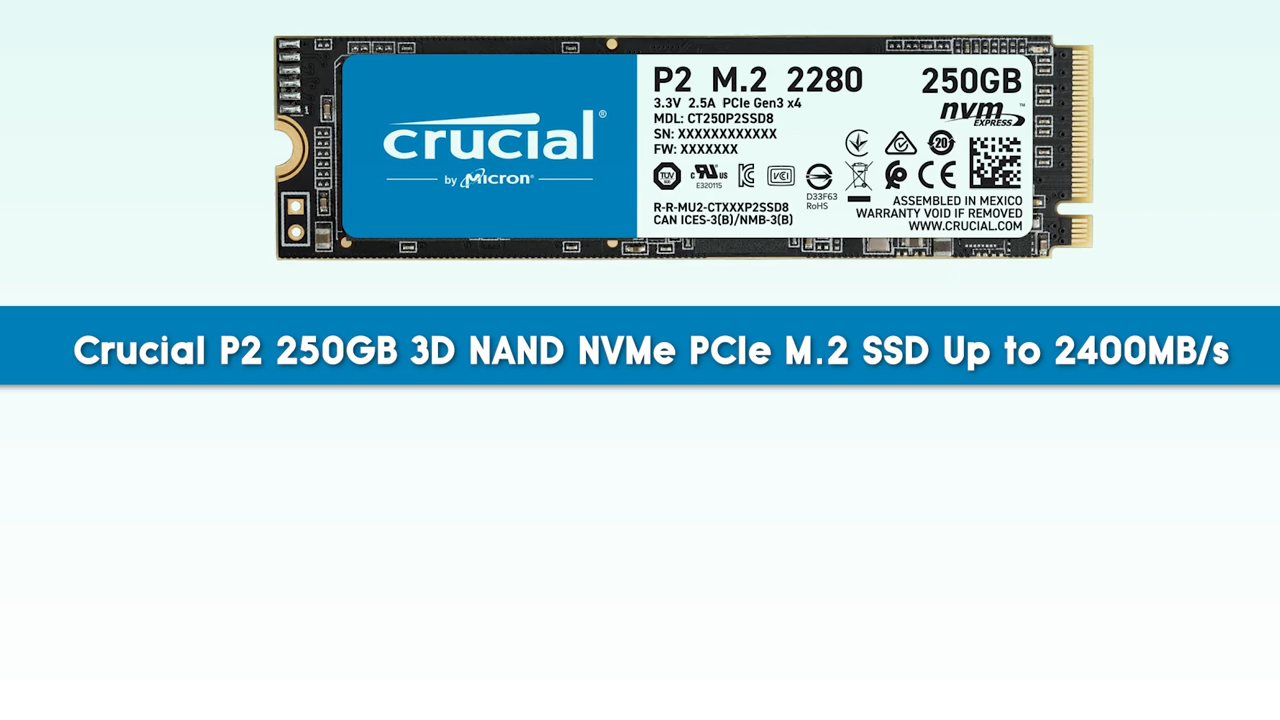 crucial®
by Micron®
P2 M.2 2280
250GB
3.3V 2.5A PCIe Gen3 x4
MDL: CT250P2SSD8
SN: XXXXXXXXXXXX
FW: XXXXXXX
nvm™
EXPRESS
20
E320115
D33F63
RoHS
R-R-MU2-CTXXXP2SSD8
CAN ICES-3(B)/NMB-3(B)
ASSEMBLED IN MEXICO
WARRANTY VOID IF REMOVED
WWW.CRUCIAL.COM
Crucial P2 250GB 3D NAND NVMe PCIe M.2 SSD Up to 2400MB/s